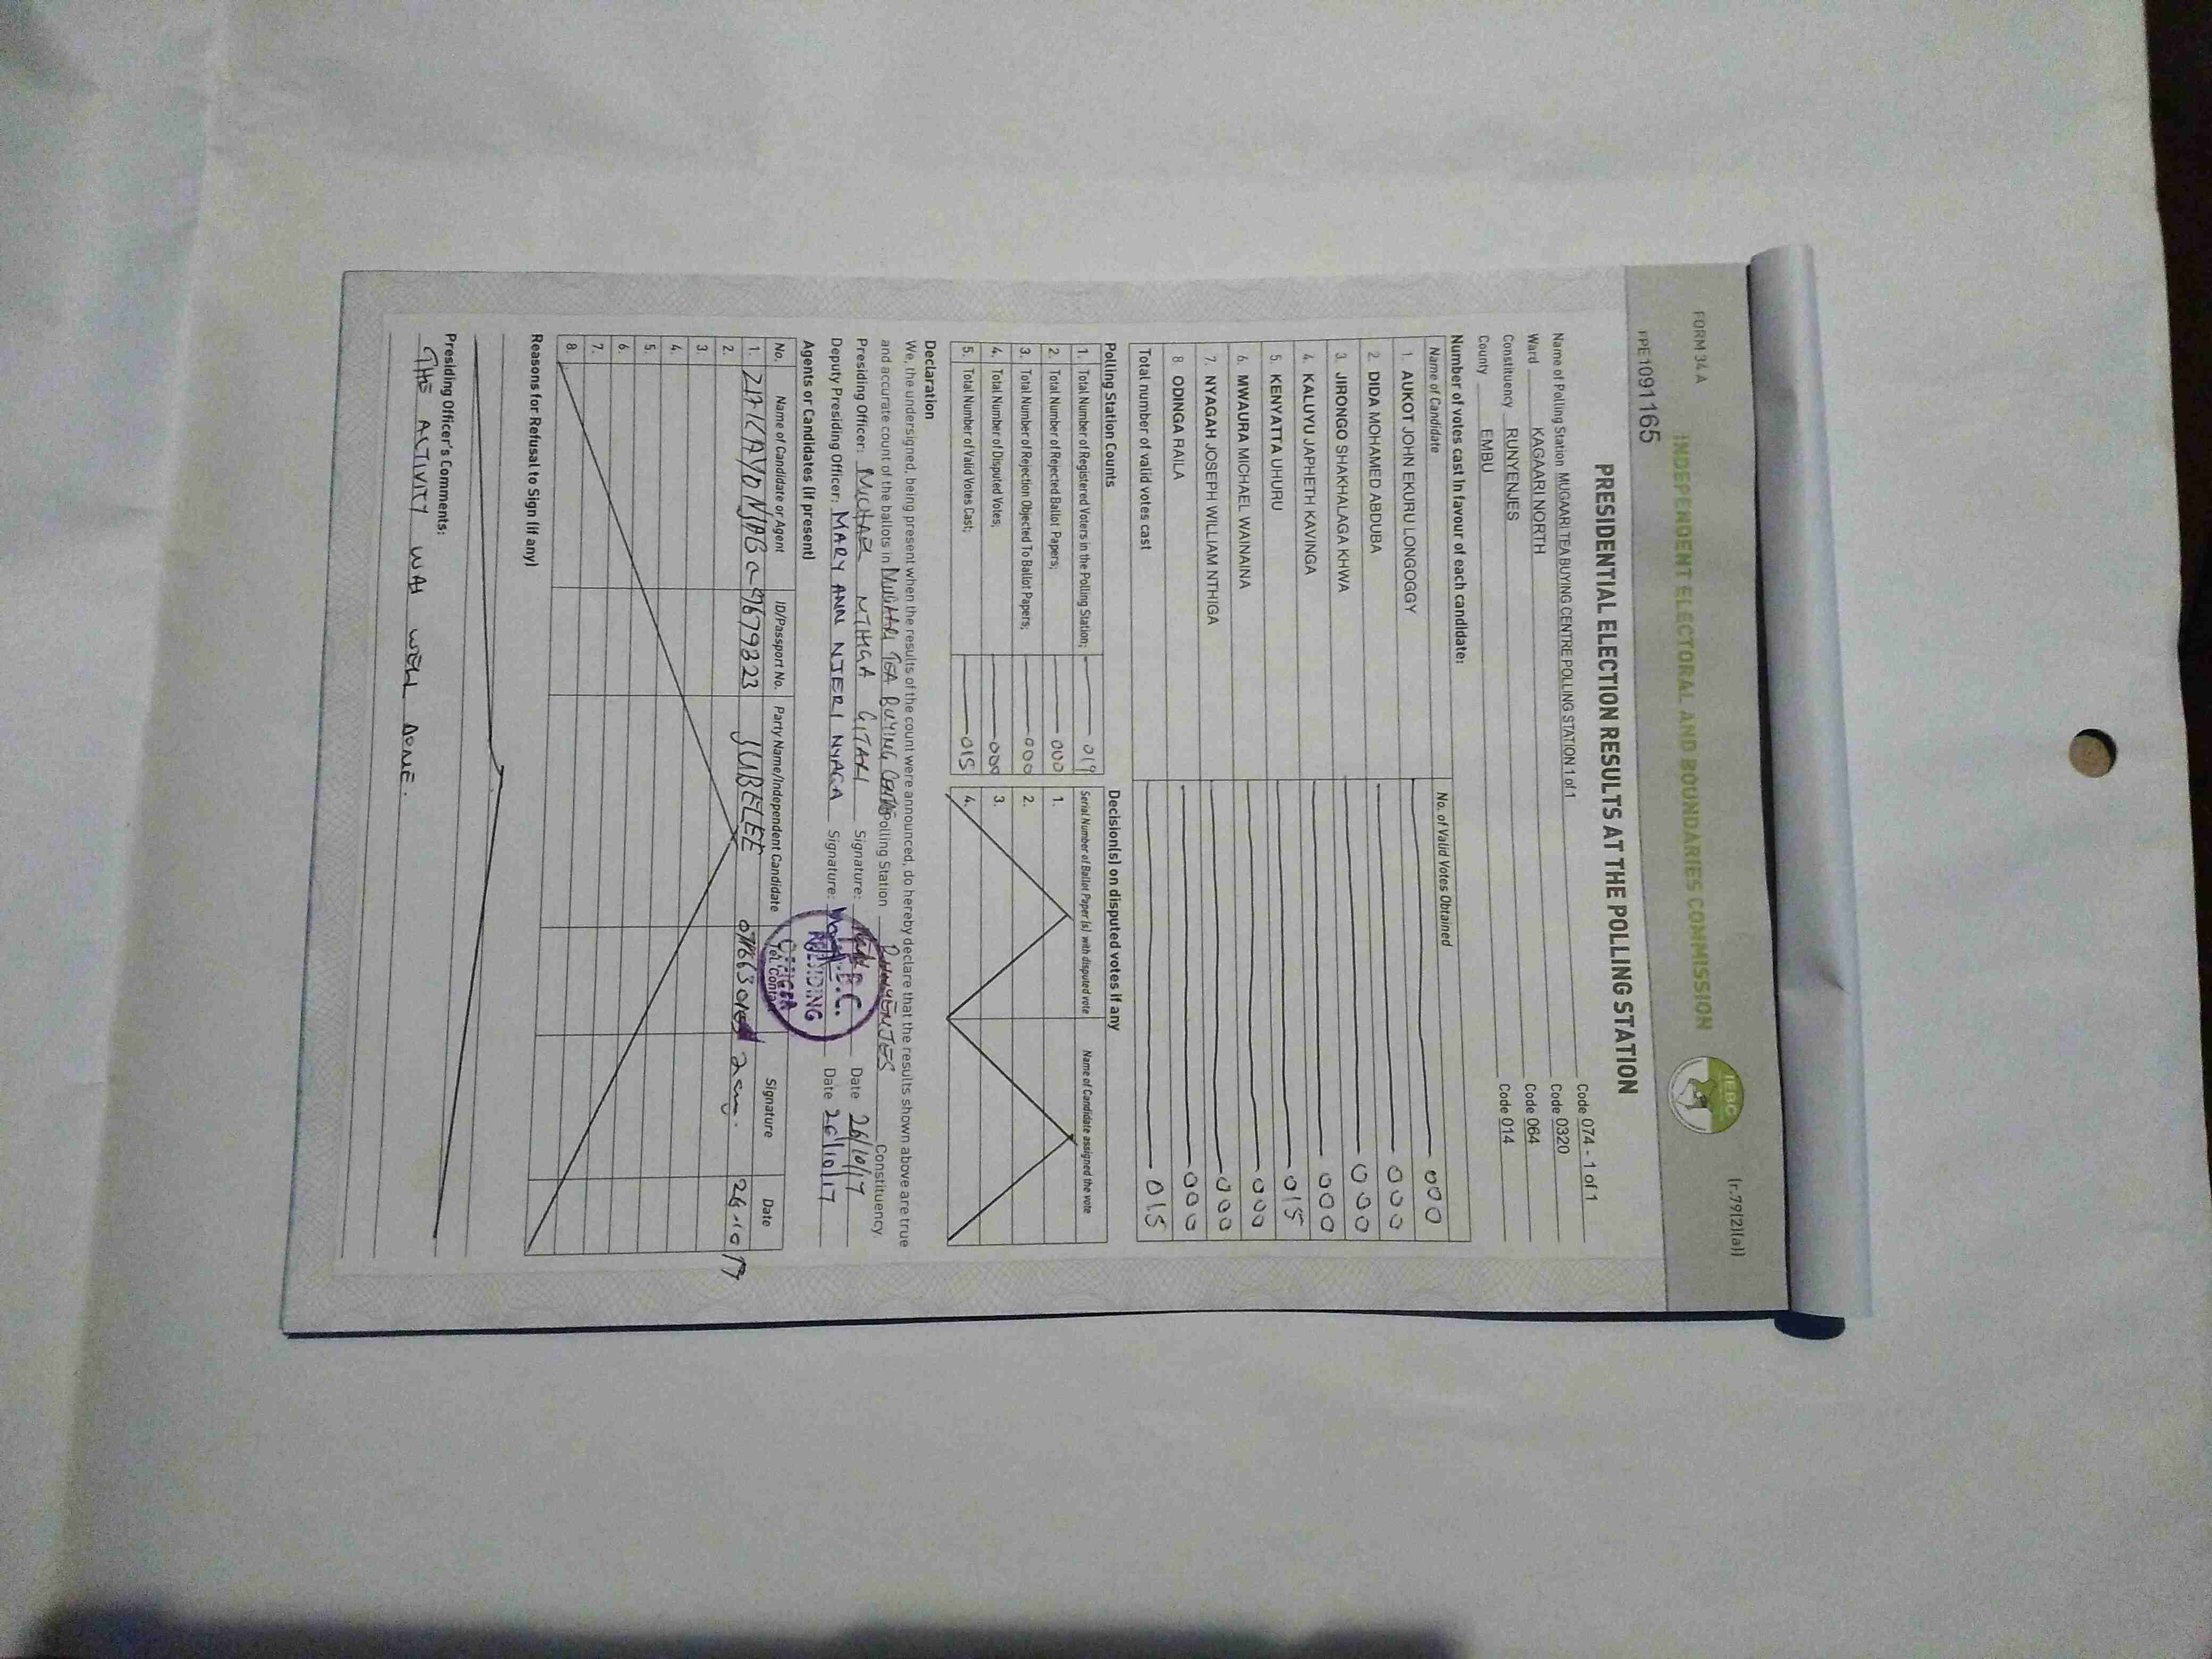 FORM 34 A
(r.79(2)(a))
INDEPENDENT ELECTORAL AND BOUNDARIES COMMISSION
IEBC
PPE 1091165
PRESIDENTIAL ELECTION RESULTS AT THE POLLING STATION
Name of Polling Station MUGAARI TEA BUYING CENTRE POLLING STATION 1 of 1 Code 074 - 1 of 1
Ward KAGAARI NORTH Code 0320
Constituency RUNYENJES Code 064
County EMBU Code 014
Number of votes cast in favour of each candidate:
Name of Candidate No. of Valid Votes Obtained
1. AUKOT JOHN EKURU LONGOGGY 000
2. DIDA MOHAMED ABDUBA 000
3. JIRONGO SHAKHALAGA KHWA 000
4. KALUYU JAPHETH KAVINGA 000
5. KENYATTA UHURU 015
6. MWAURA MICHAEL WAINAINA 000
7. NYAGAH JOSEPH WILLIAM NTHIGA 000
8 ODINGA RAILA 000
Total number of valid votes cast 015
Polling Station Counts
1. Total Number of Registered Voters in the Polling Station; 019
2. Total Number of Rejected Ballot Papers; 000
3. Total Number of Rejection Objected To Ballot Papers; 000
4. Total Number of Disputed Votes; 000
5. Total Number of Valid Votes Cast; 015
Decision(s) on disputed votes if any
Serial Number of Ballot Paper (s) with disputed vote Name of Candidate assigned the vote
1.
2.
3.
4.
Declaration
We, the undersigned, being present when the results of the count were announced, do hereby declare that the results shown above are true
and accurate count of the ballots in MUGAARI TEA BUYING CENTRE Polling Station RUNYENJES Constituency.
Presiding Officer: MICHAEL NTHIGA GITARI Signature: Date 26/10/17
Deputy Presiding Officer: MARY ANN NJERI NYAGA Signature: Date 26/10/17
PRESIDING
OFFICER
Agents or Candidates (if present)
No. Name of Candidate or Agent ID/Passport No. Party Name/Independent Candidate Tel. Contact Signature Date
1. 9679823 JUBELEE
2.
3.
4.
5.
6.
7.
8.
Reasons for Refusal to Sign (if any)
Presiding Officer's Comments:
THE ACTIVITY WAS WELL DONE.